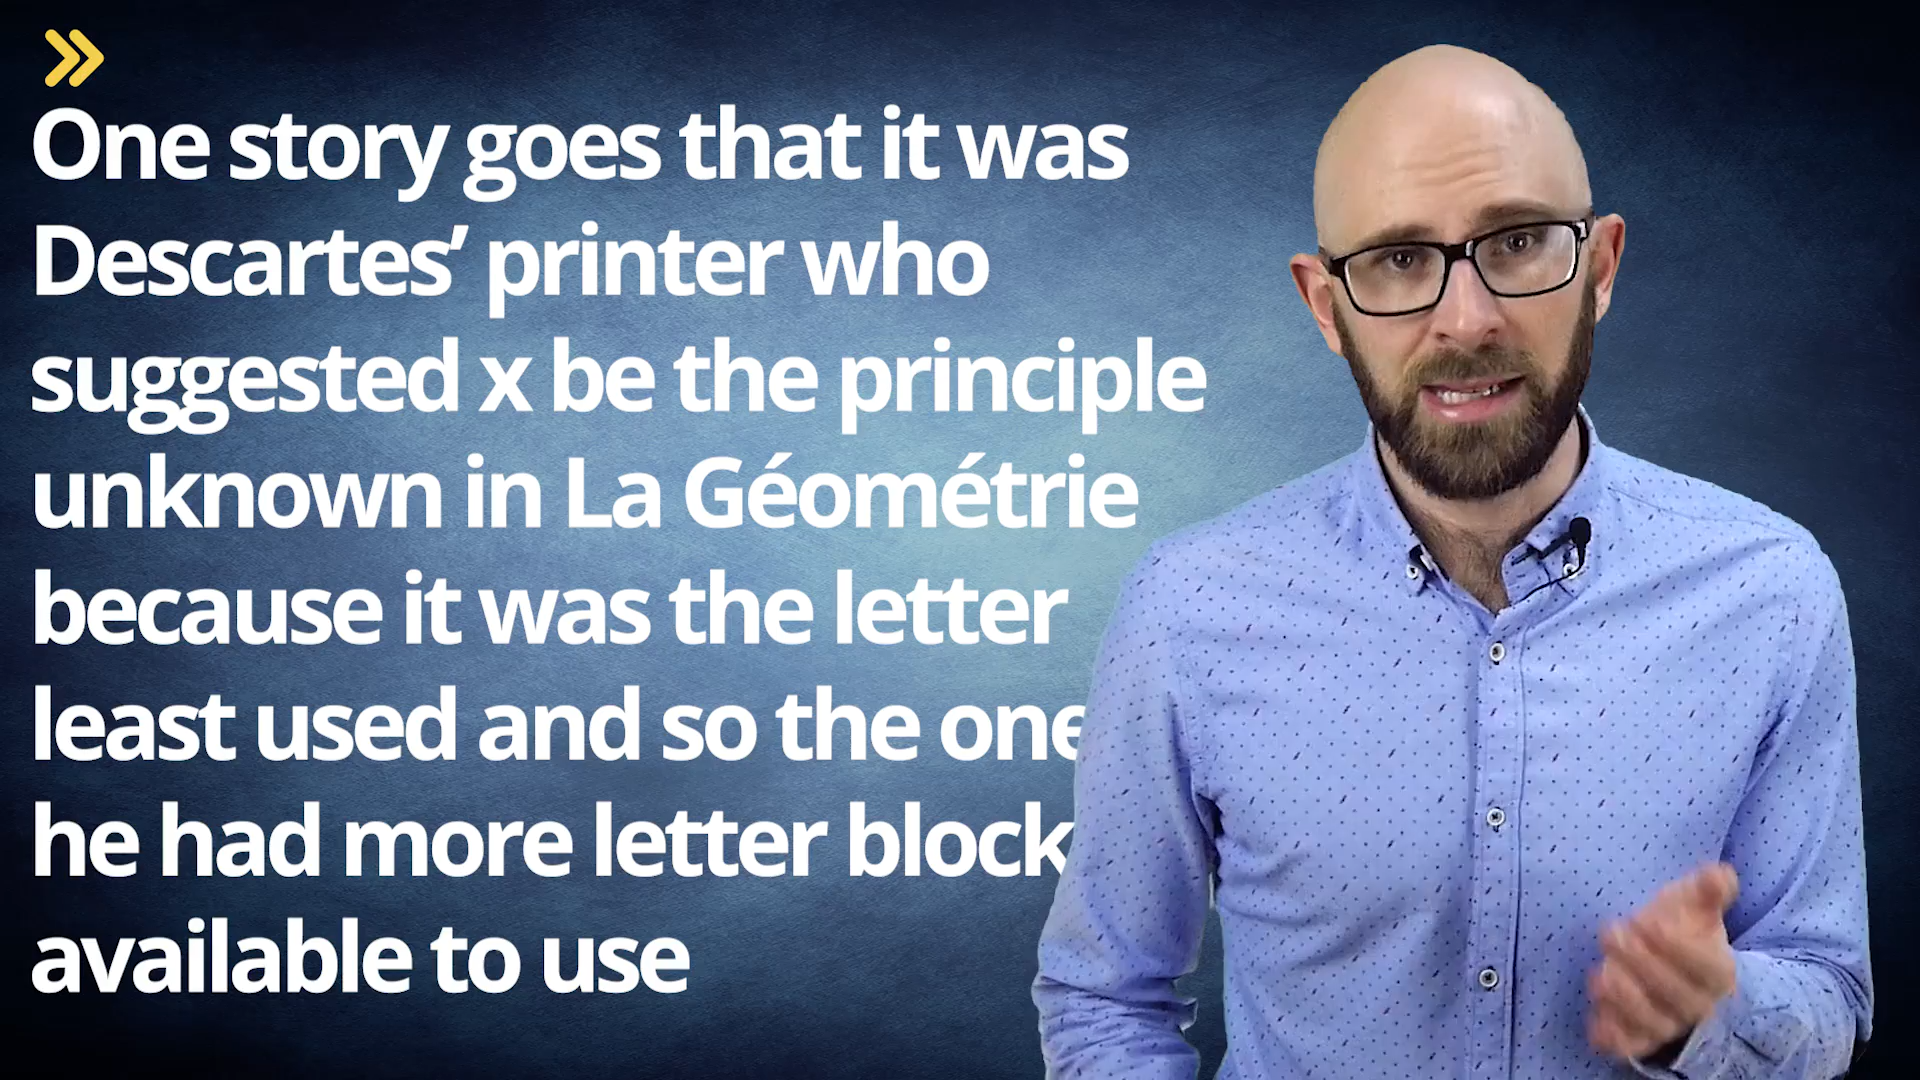 One story goes that it was
Descartes’ printer who
suggested x be the principle
unknown in La Géométrie
because it was the letter
least used and so the one
he had more letter block
available to use